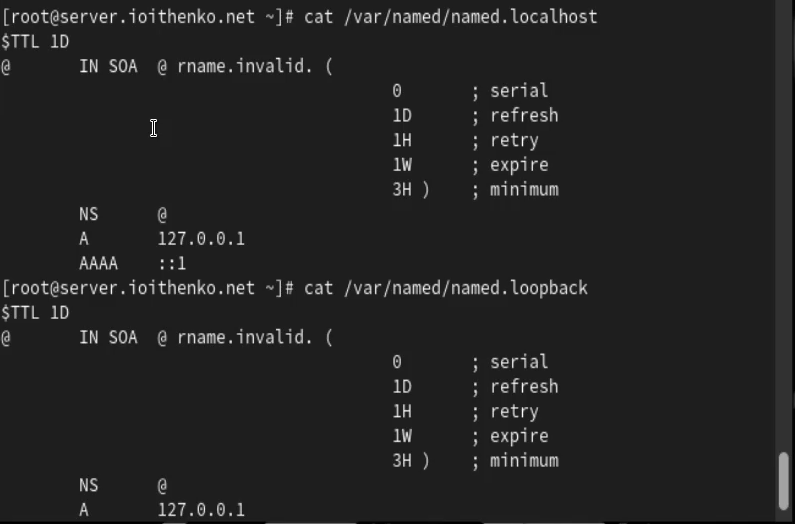 [root@server.ioithenko.net ~]# cat /var/named/named.localhost
$TTL 1D
@       IN SOA  @ rname.invalid. (
                                        0       ; serial
                                        1D      ; refresh
                                        1H      ; retry
                                        1W      ; expire
                                        3H )    ; minimum
        NS      @
        A       127.0.0.1
        AAAA    ::1
[root@server.ioithenko.net ~]# cat /var/named/named.loopback
$TTL 1D
@       IN SOA  @ rname.invalid. (
                                        0       ; serial
                                        1D      ; refresh
                                        1H      ; retry
                                        1W      ; expire
                                        3H )    ; minimum
        NS      @
        A       127.0.0.1